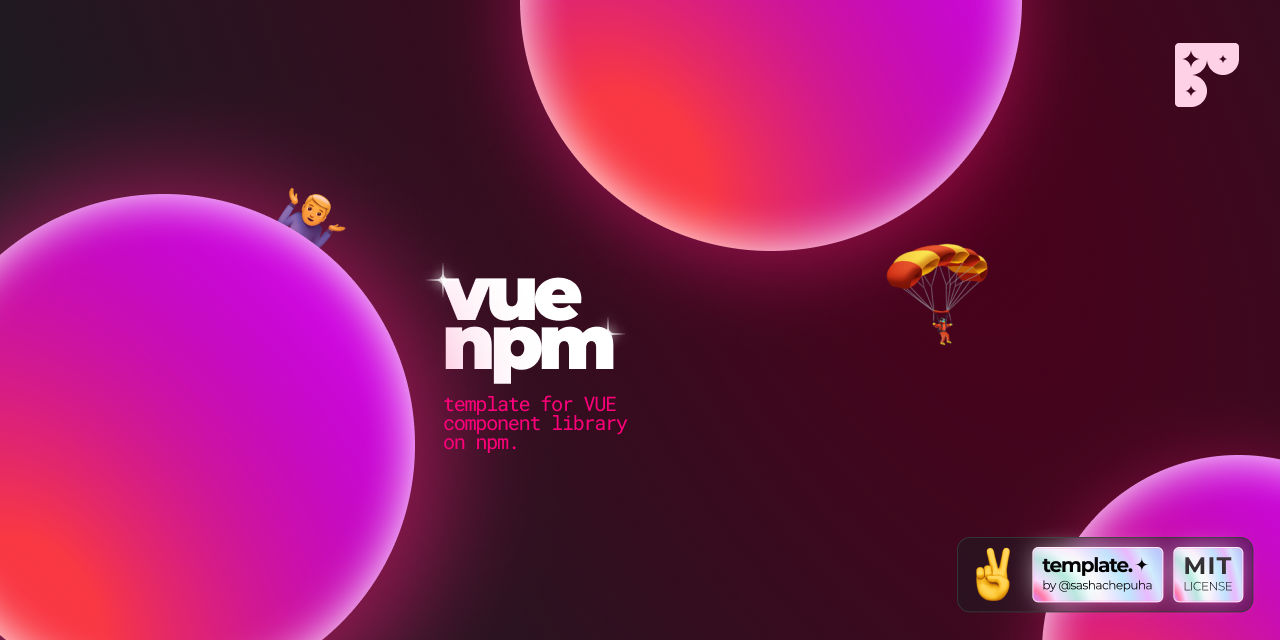 vue
npm
template for VUE
component library
on npm.
template.
by @sashachepuha
MIT
LICENSE